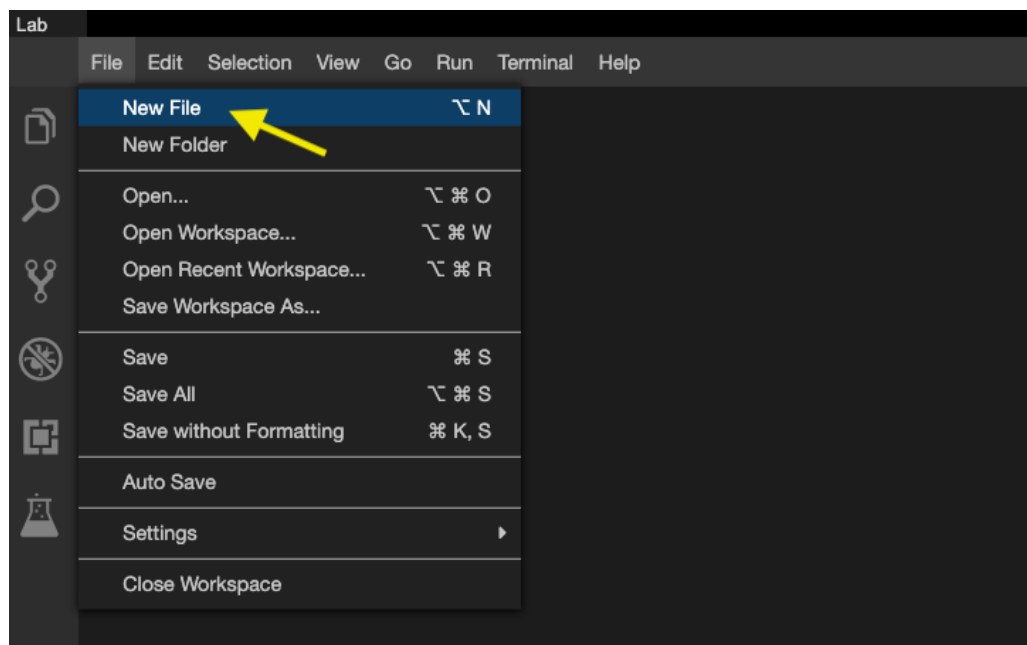 Lab
File Edit Selection View Go Run Terminal Help
New File ⌥ N
New Folder
Open... ⌥ ⌘ O
Open Workspace... ⌥ ⌘ W
Open Recent Workspace... ⌥ ⌘ R
Save Workspace As...
Save ⌘ S
Save All ⌥ ⌘ S
Save without Formatting ⌘ K, S
Auto Save
Settings
Close Workspace